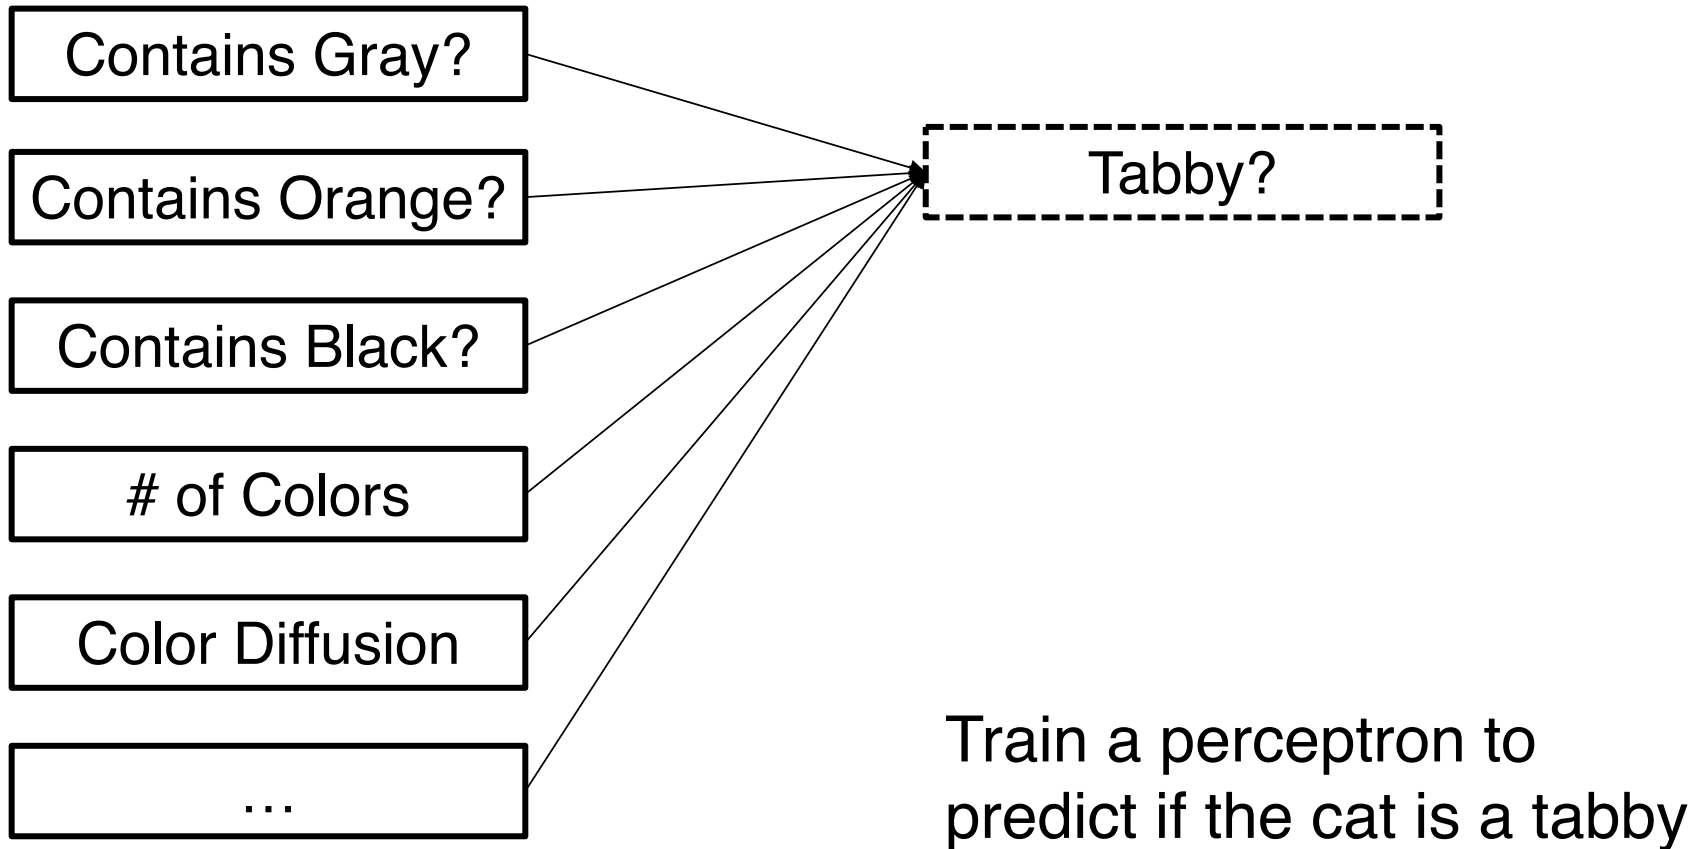 Contains Gray?
Contains Orange?
Contains Black?
# of Colors
Color Diffusion
…
Tabby?
Train a perceptron to
predict if the cat is a tabby